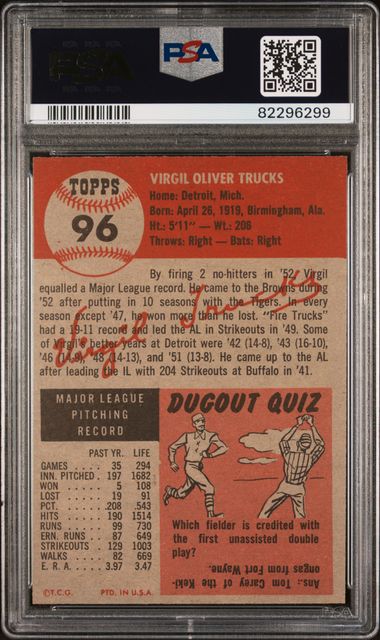 PSA
PSA
82296299
TOPPS
96
VIRGIL OLIVER TRUCKS
Home: Detroit, Mich.
Born: April 26, 1919, Birmingham, Ala.
Ht.: 5'11" — Wt.: 206
Throws: Right — Bats: Right
By firing 2 no-hitters in '52, Virgil
equalled a Major League record. He came to the Browns during
'52 after putting in 10 seasons with the Tigers. In every
season except '47, he won more than he lost. "Fire Trucks"
had a 19-11 record and led the AL in Strikeouts in '49. Some
of Virgil's better years at Detroit were '42 (14-8), '43 (16-10),
'46 (14-9), '48 (14-13), and '51 (13-8). He came up to the AL
after leading the IL with 204 Strikeouts at Buffalo in '41.
Virgil Trucks
MAJOR LEAGUE
PITCHING
RECORD
PAST YR. LIFE
GAMES 35 294
INN. PITCHED 197 1682
WON 5 108
LOST 19 91
PCT. .208 .543
HITS 190 1514
RUNS 99 730
ERN. RUNS 87 649
STRIKEOUTS 129 1003
WALKS 82 669
E. R. A. 3.97 3.47
©T.C.G. PTD. IN U.S.A.
DUGOUT QUIZ
Which fielder is credited with
the first unassisted double
play?
Ans.: Tom Carey of the Keki-
ongas from Fort Wayne.
PSA